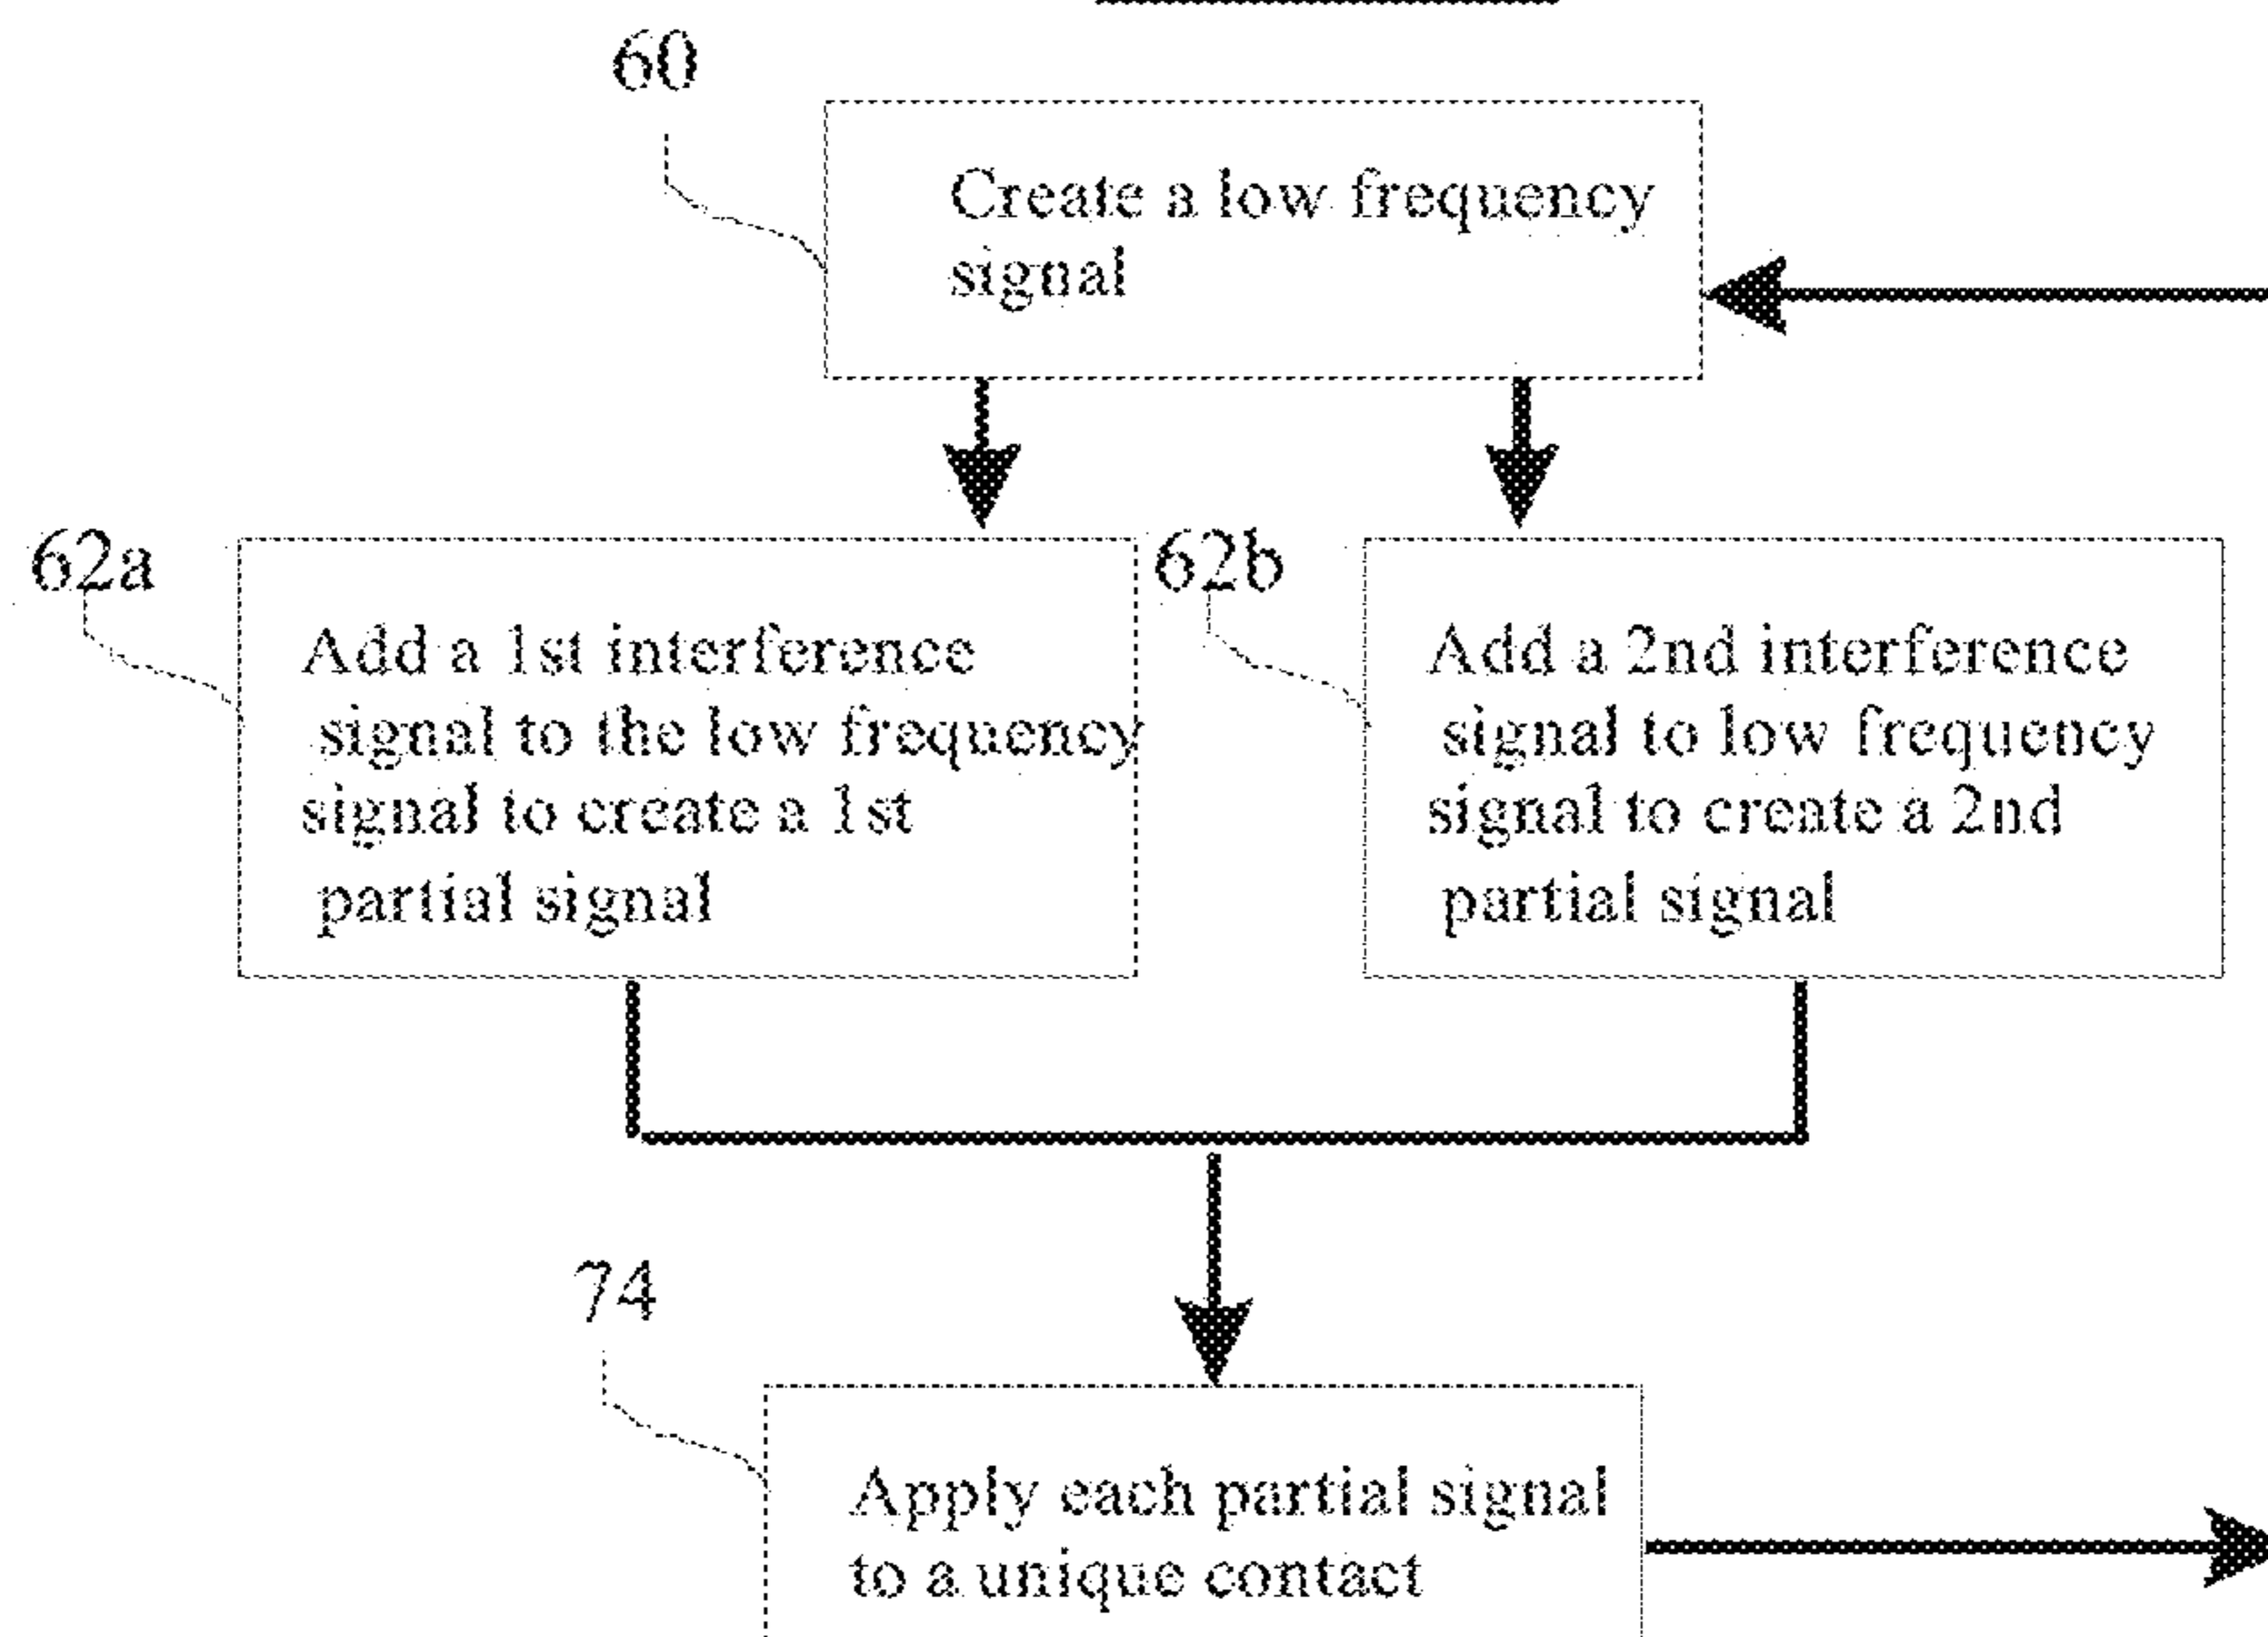 60
Create a low frequency
signal
62a
Add a 1st interference
signal to the low frequency
signal to create a 1st
partial signal
62b
Add a 2nd interference
signal to low frequency
signal to create a 2nd
partial signal
74
Apply each partial signal
to a unique contact